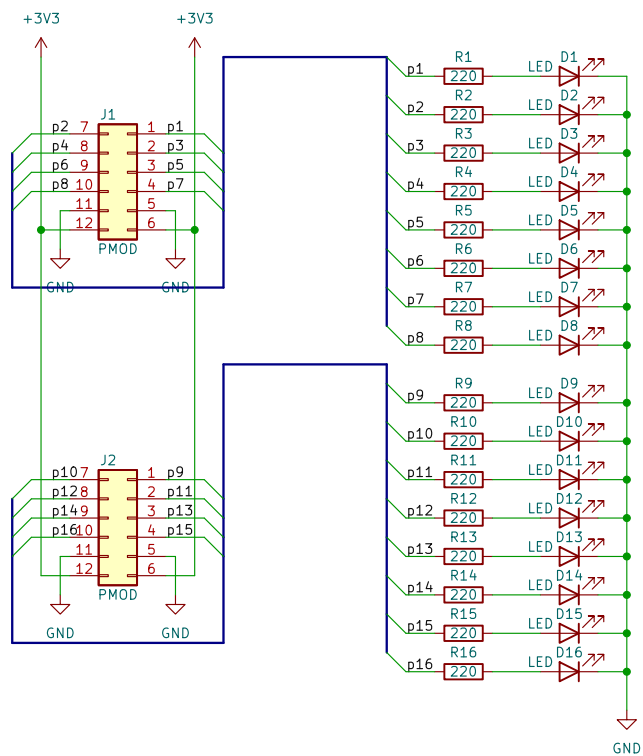 +3V3 +3V3
R1 D1
p1 220 LED
R2 D2
p2 220 LED
J1
p2 7 1 p1
R3 D3
p4 8 2 p3
p3 220 LED
p6 9 3 p5
R4 D4
p8 10 4 p7
p4 220 LED
11 5
R5 D5
12 6
p5 220 LED
PMOD
R6 D6
p6 220 LED
GND GND
R7 D7
p7 220 LED
R8 D8
p8 220 LED
R9 D9
p9 220 LED
R10 D10
p10 220 LED
J2
R11 D11
p10 7 1 p9
p11 220 LED
p12 8 2 p11
R12 D12
p14 9 3 p13
p12 220 LED
p16 10 4 p15
R13 D13
11 5
p13 220 LED
12 6
R14 D14
PMOD
p14 220 LED
R15 D15
GND GND
p15 220 LED
R16 D16
p16 220 LED
GND